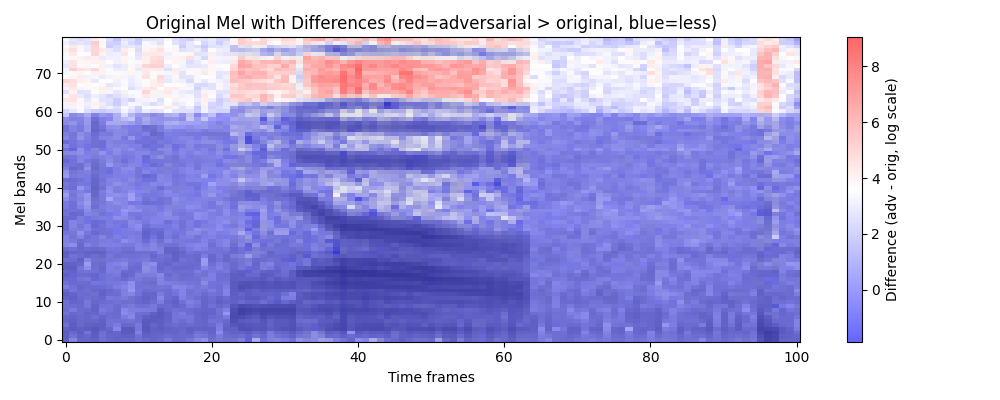 Original Mel with Differences (red=adversarial > original, blue=less)
Mel bands
70
60
50
40
30
20
10
0
0 20 40 60 80 100
Time frames
8
6
4
2
0
Difference (adv - orig, log scale)